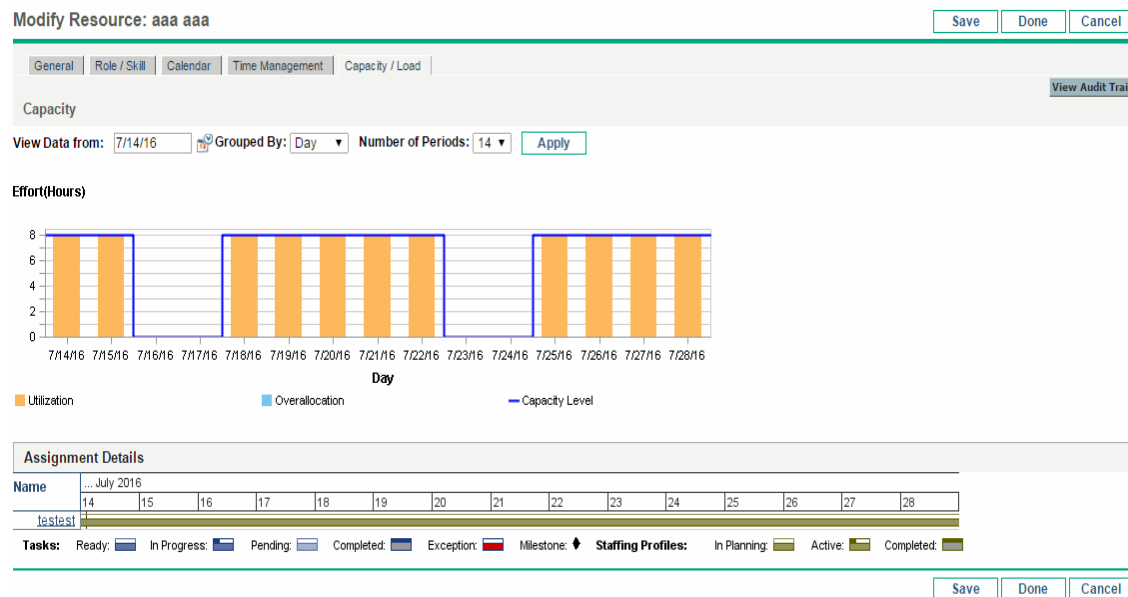 Modify Resource: aaa aaa Save Done Cancel
General Role / Skill Calendar Time Management Capacity / Load
View Audit Trai
Capacity
View Data from: 7/14/16 Grouped By: Day Number of Periods: 14 Apply
Effort(Hours)
8
6
4
2
0
7/14/16 7/15/16 7/16/16 7/17/16 7/18/16 7/19/16 7/20/16 7/21/16 7/22/16 7/23/16 7/24/16 7/25/16 7/26/16 7/27/16 7/28/16
Day
Utilization Overallocation Capacity Level
Assignment Details
Name ... July 2016
14 15 16 17 18 19 20 21 22 23 24 25 26 27 28
testest
Tasks: Ready: In Progress: Pending: Completed: Exception: Milestone: Staffing Profiles: In Planning: Active: Completed:
Save Done Cancel